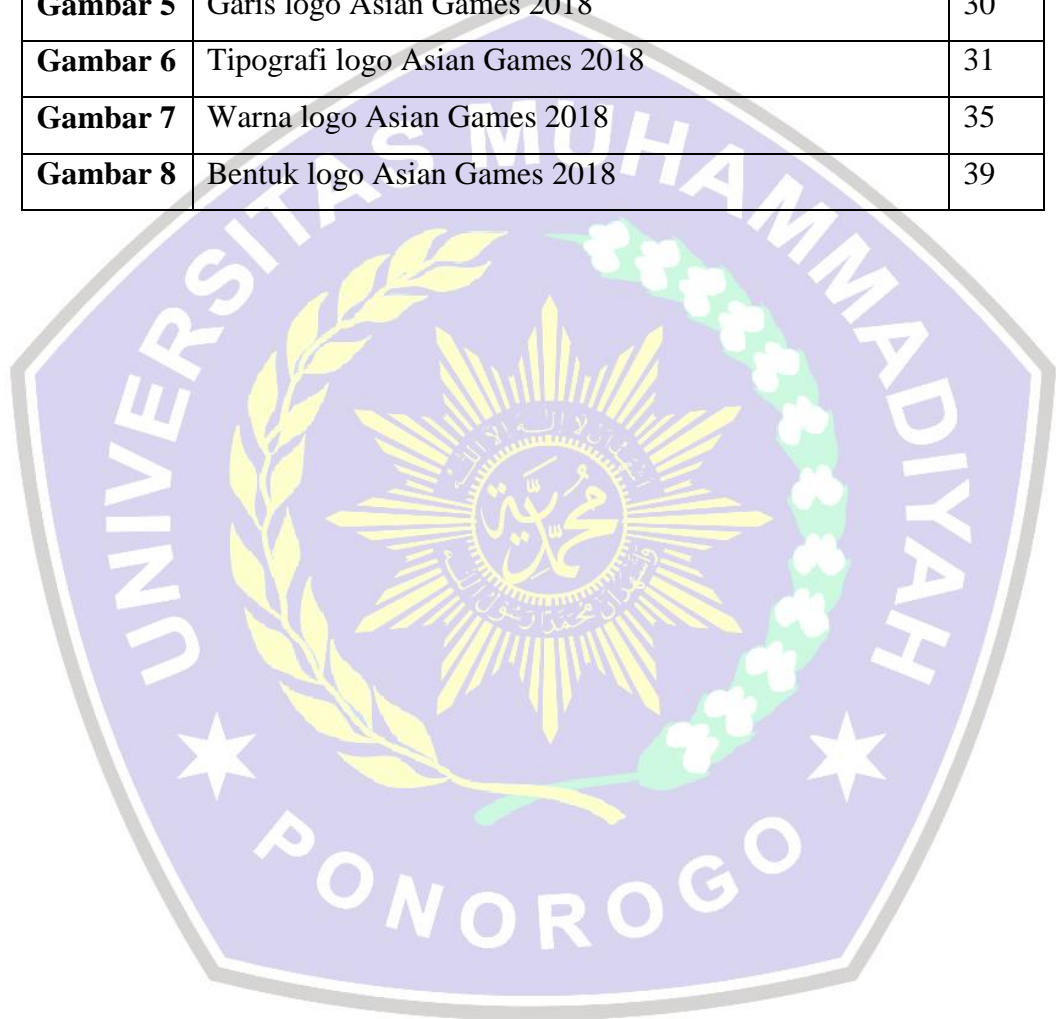 Gambar 5 Garis logo Asian Games 2018 30
Gambar 6 Tipografi logo Asian Games 2018 31
Gambar 7 Warna logo Asian Games 2018 35
Gambar 8 Bentuk logo Asian Games 2018 39
UNIVERSITAS MUHAMMADIYAH
محمدية
PONOROGO